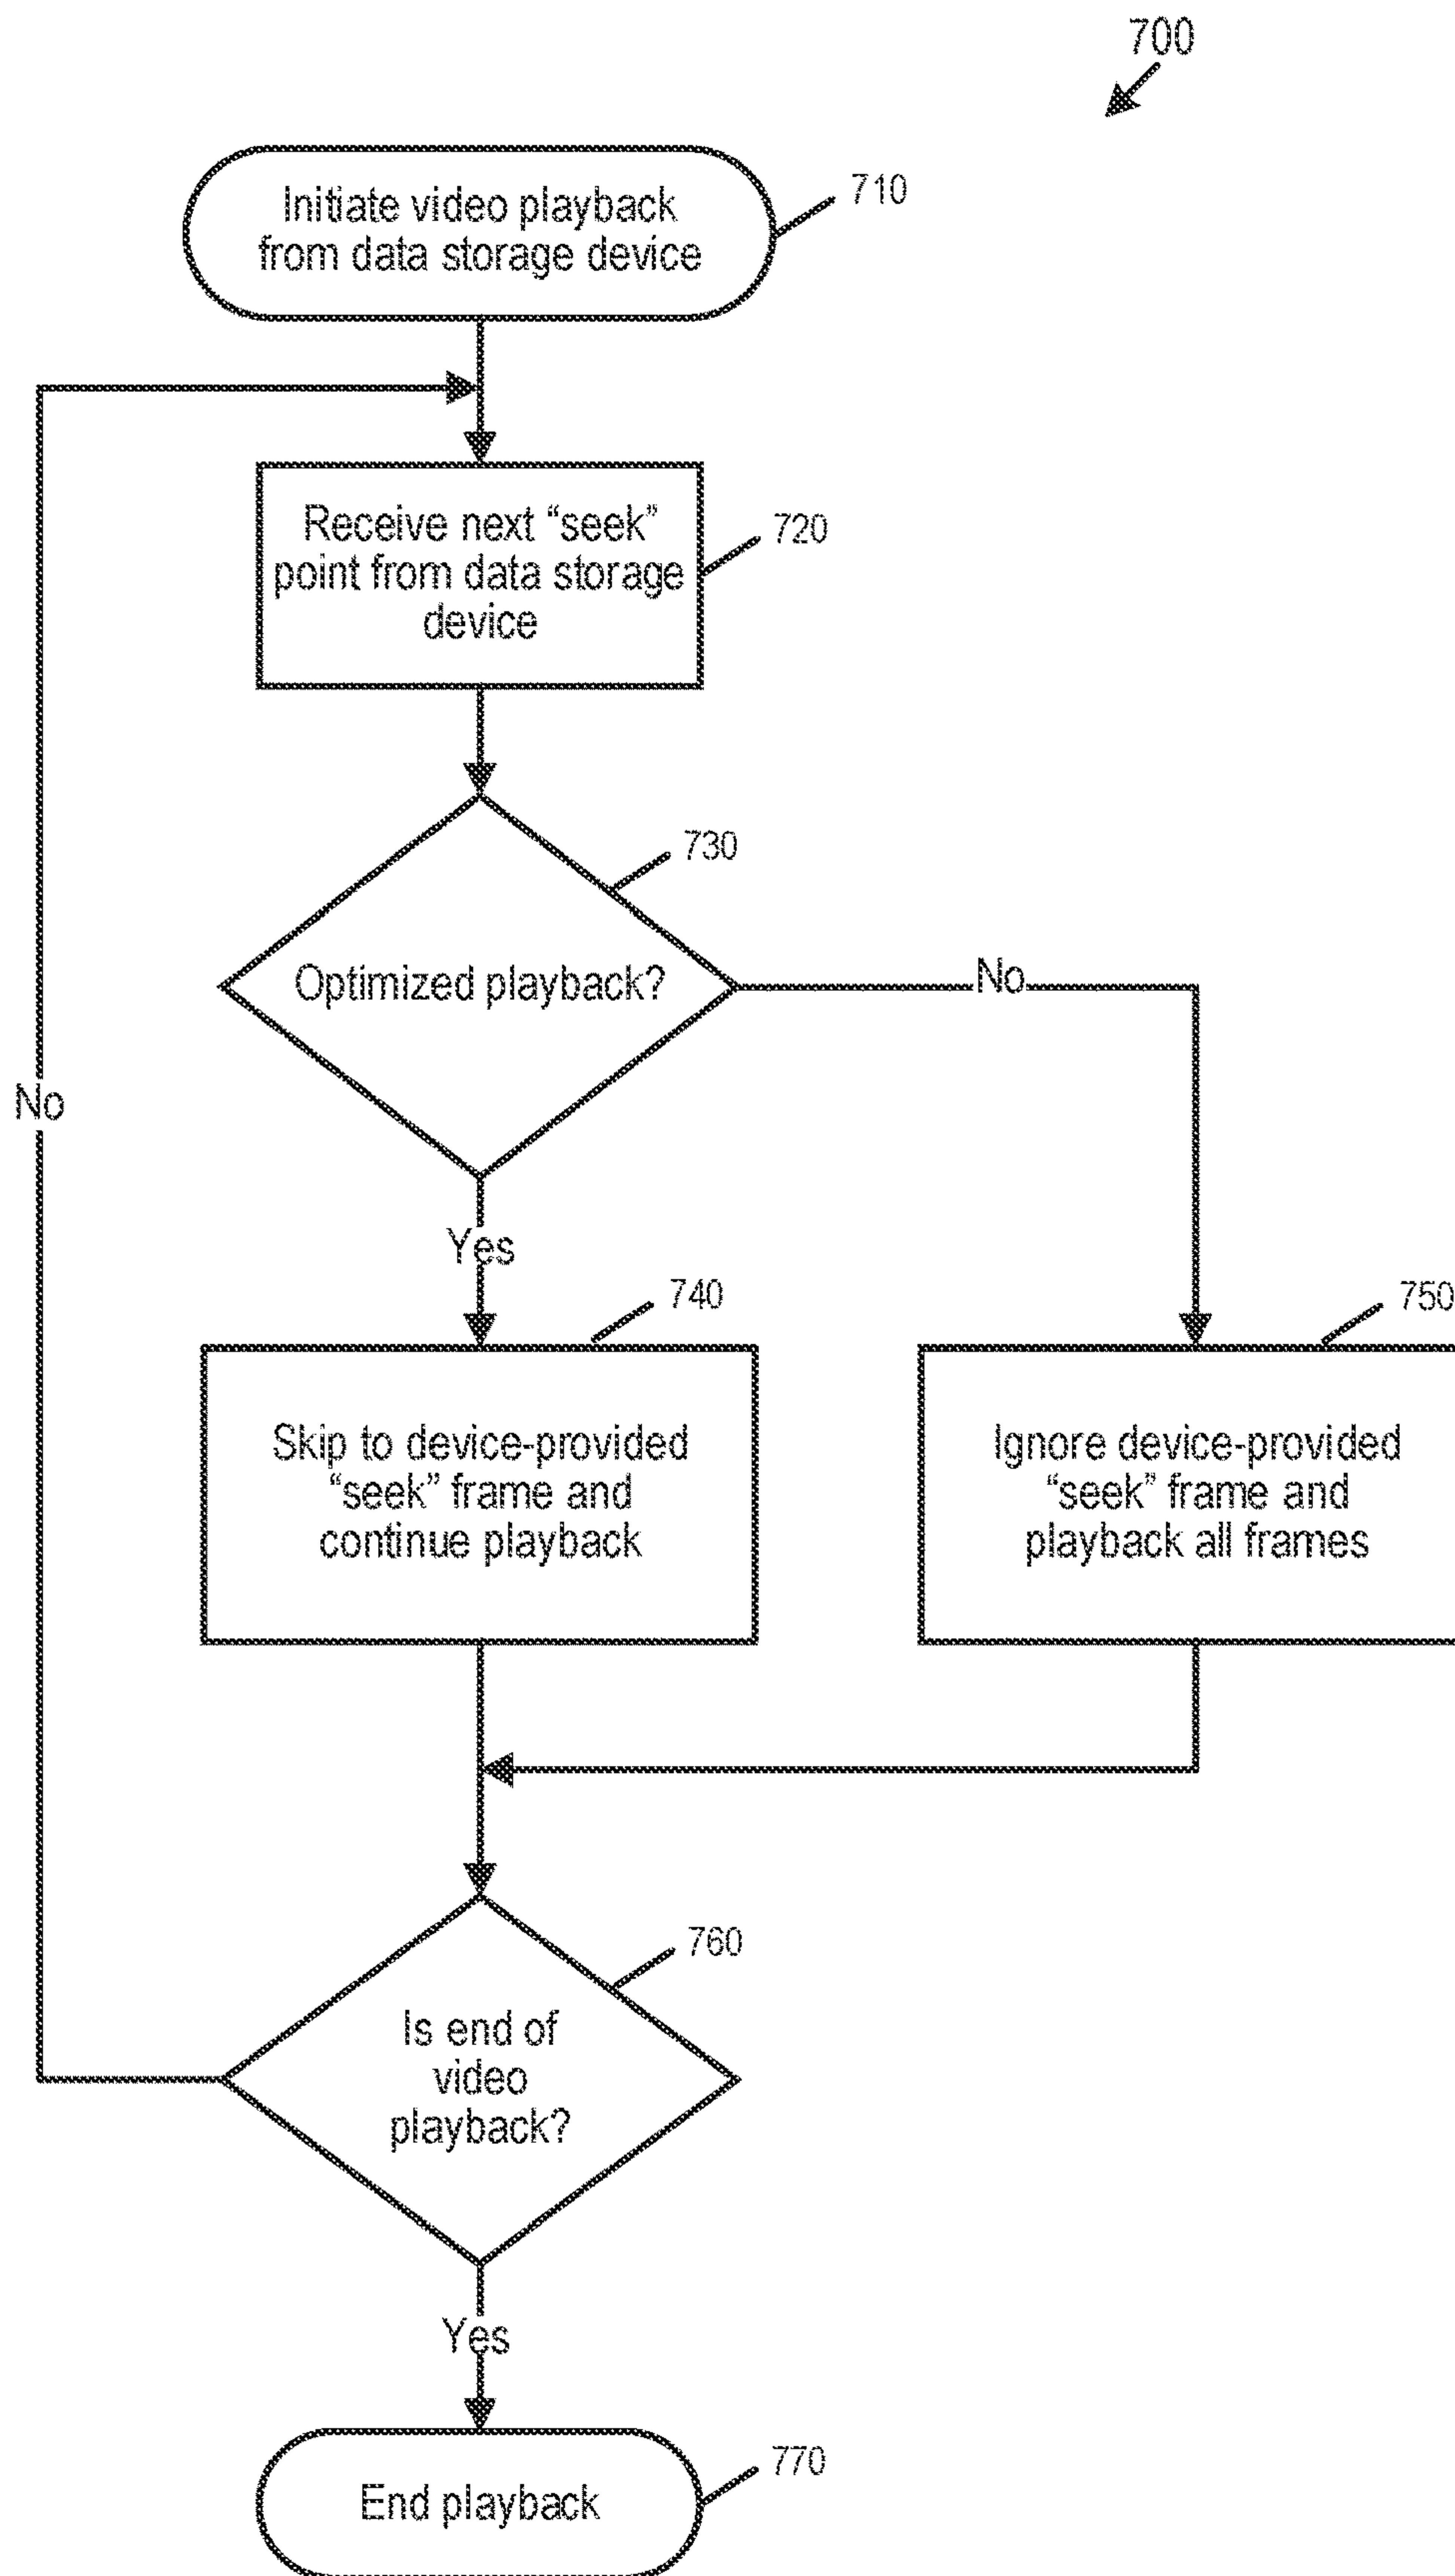 700
Initiate video playback
from data storage device
710
Receive next “seek”
point from data storage
device
720
730
Optimized playback?
No
No
Yes
740
750
Skip to device-provided
“seek” frame and
continue playback
Ignore device-provided
“seek” frame and
playback all frames
760
Is end of
video
playback?
Yes
770
End playback